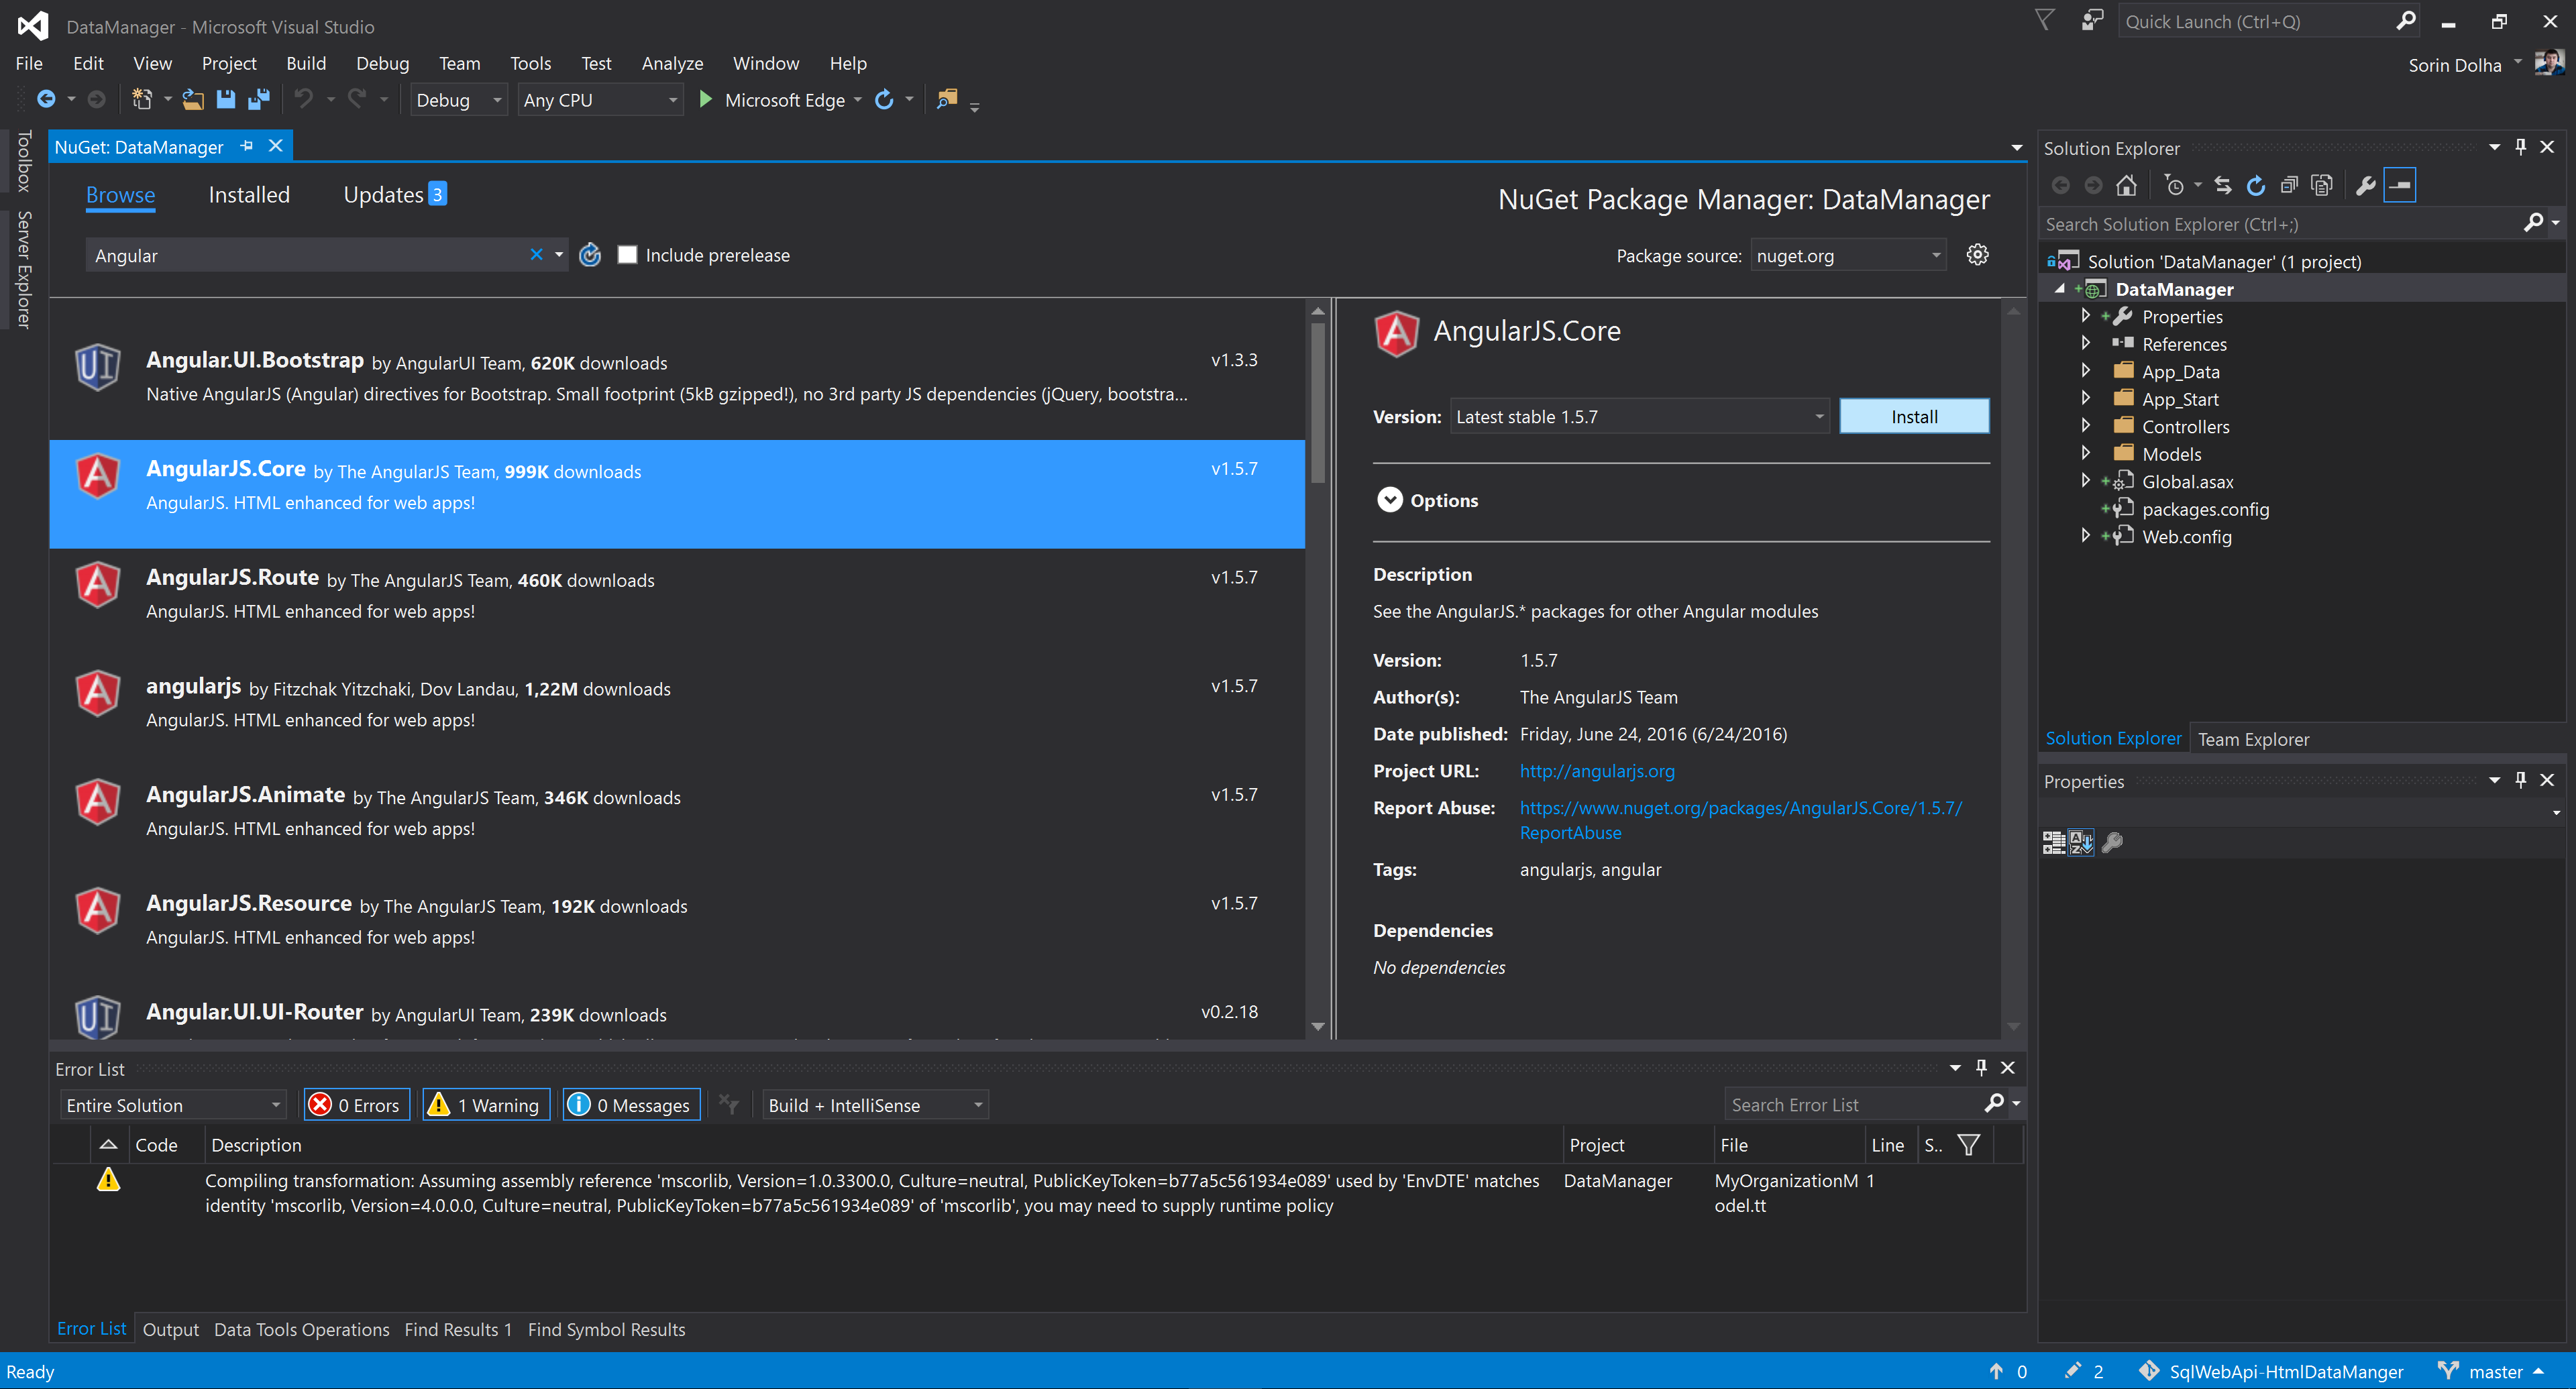 DataManager - Microsoft Visual Studio
Quick Launch (Ctrl+Q)
File Edit View Project Build Debug Team Tools Test Analyze Window Help
Sorin Dolha
Debug Any CPU Microsoft Edge
Toolbox
Server Explorer
NuGet: DataManager
Browse Installed Updates 3
NuGet Package Manager: DataManager
Angular
Include prerelease
Package source: nuget.org
Angular.UI.Bootstrap by AngularUI Team, 620K downloads v1.3.3
Native AngularJS (Angular) directives for Bootstrap. Small footprint (5kB gzipped!), no 3rd party JS dependencies (jQuery, bootstra...
AngularJS.Core by The AngularJS Team, 999K downloads v1.5.7
AngularJS. HTML enhanced for web apps!
AngularJS.Route by The AngularJS Team, 460K downloads v1.5.7
AngularJS. HTML enhanced for web apps!
angularjs by Fitzchak Yitzchaki, Dov Landau, 1,22M downloads v1.5.7
AngularJS. HTML enhanced for web apps!
AngularJS.Animate by The AngularJS Team, 346K downloads v1.5.7
AngularJS. HTML enhanced for web apps!
AngularJS.Resource by The AngularJS Team, 192K downloads v1.5.7
AngularJS. HTML enhanced for web apps!
Angular.UI.UI-Router by AngularUI Team, 239K downloads v0.2.18
AngularJS.Core
Version: Latest stable 1.5.7 Install
Options
Description
See the AngularJS.* packages for other Angular modules
Version: 1.5.7
Author(s): The AngularJS Team
Date published: Friday, June 24, 2016 (6/24/2016)
Project URL: http://angularjs.org
Report Abuse: https://www.nuget.org/packages/AngularJS.Core/1.5.7/
ReportAbuse
Tags: angularjs, angular
Dependencies
No dependencies
Solution Explorer
Search Solution Explorer (Ctrl+;)
Solution 'DataManager' (1 project)
DataManager
Properties
References
App_Data
App_Start
Controllers
Models
Global.asax
packages.config
Web.config
Solution Explorer Team Explorer
Properties
Error List
Entire Solution 0 Errors 1 Warning 0 Messages Build + IntelliSense Search Error List
Code Description Project File Line S..
Compiling transformation: Assuming assembly reference 'mscorlib, Version=1.0.3300.0, Culture=neutral, PublicKeyToken=b77a5c561934e089' used by 'EnvDTE' matches DataManager MyOrganizationM 1
identity 'mscorlib, Version=4.0.0.0, Culture=neutral, PublicKeyToken=b77a5c561934e089' of 'mscorlib', you may need to supply runtime policy odel.tt
Error List Output Data Tools Operations Find Results 1 Find Symbol Results
Ready 0 2 SqlWebApi-HtmlDataManger master